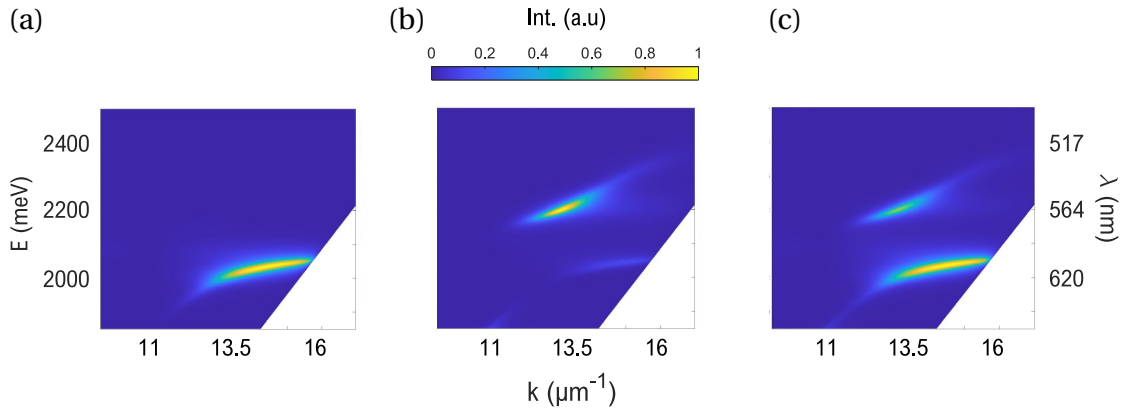 (a)
(b)
(c)
Int. (a.u)
0 0.2 0.4 0.6 0.8 1
E (meV)
2400
2200
2000
517
564
620
λ (nm)
11 13.5 16
11 13.5 16
11 13.5 16
k (μm⁻¹)